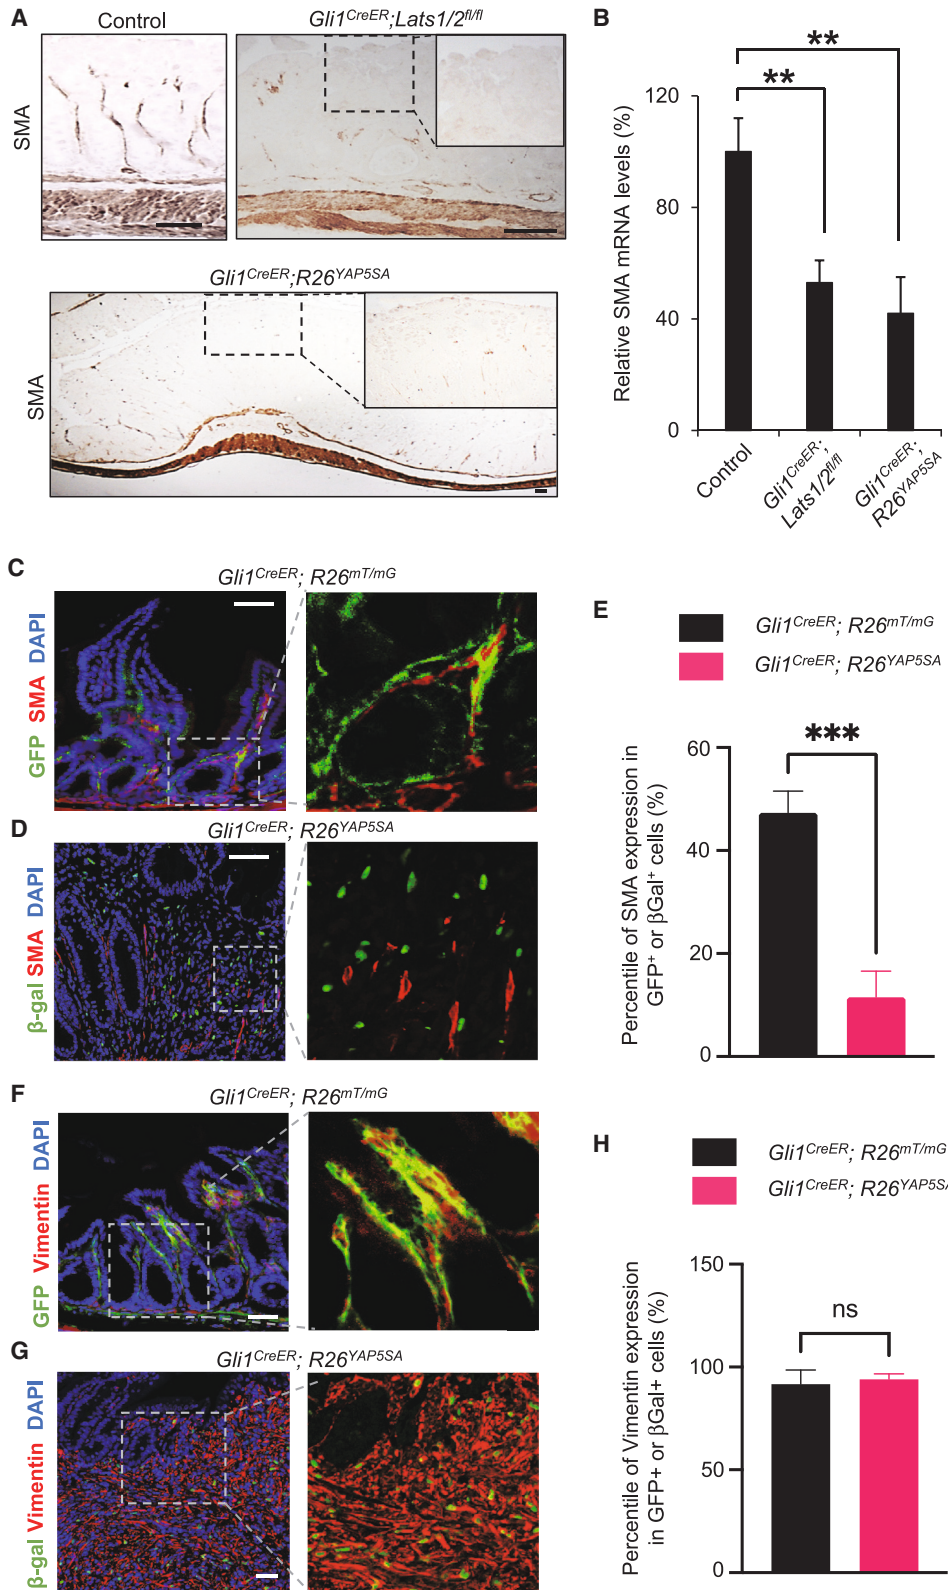 A
Control
Gli1CreER;Lats1/2fl/fl
SMA
Gli1CreER;R26YAP5SA
SMA
B
**
**
Relative SMA mRNA levels (%)
120
80
40
0
Control
Gli1CreER;
Lats1/2fl/fl
Gli1CreER;
R26YAP5SA
C
Gli1CreER; R26mT/mG
GFP SMA DAPI
D
Gli1CreER; R26YAP5SA
β-gal SMA DAPI
E
Gli1CreER; R26mT/mG
Gli1CreER; R26YAP5SA
***
Percentile of SMA expression in
GFP+ or βGal+ cells (%)
60
40
20
0
F
Gli1CreER; R26mT/mG
GFP Vimentin DAPI
G
Gli1CreER; R26YAP5SA
β-gal Vimentin DAPI
H
Gli1CreER; R26mT/mG
Gli1CreER; R26YAP5SA
ns
Percentile of Vimentin expression
in GFP+ or βGal+ cells (%)
150
100
50
0